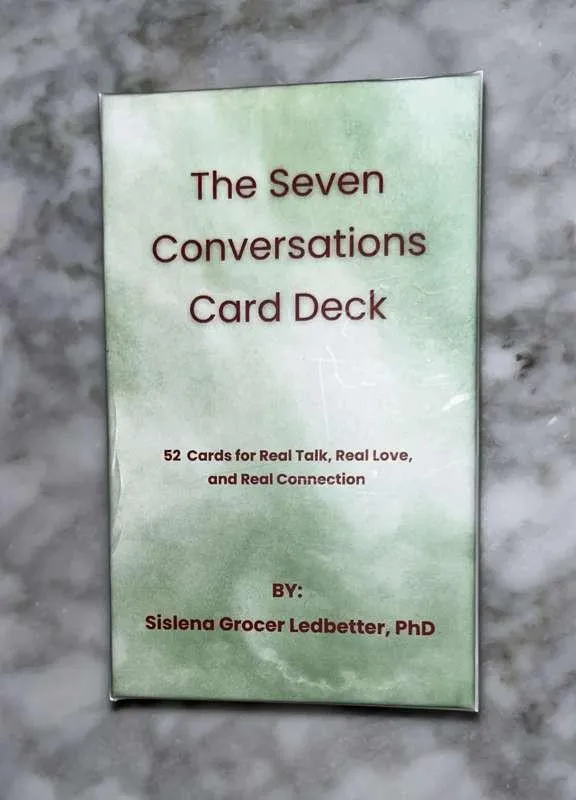 The Seven
Conversations
Card Deck
52 Cards for Real Talk, Real Love,
and Real Connection
BY:
Sislena Grocer Ledbetter, PhD